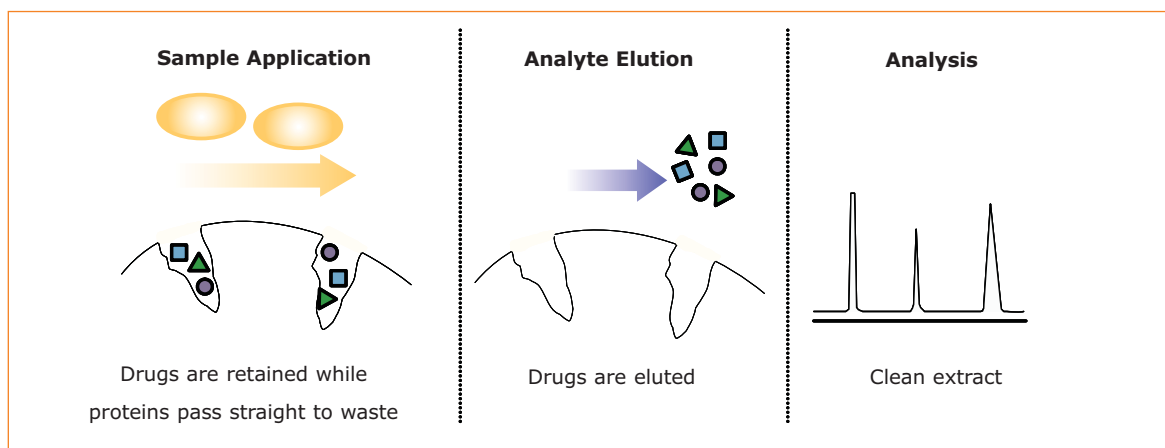 Sample Application
Drugs are retained while
proteins pass straight to waste
Analyte Elution
Drugs are eluted
Analysis
Clean extract